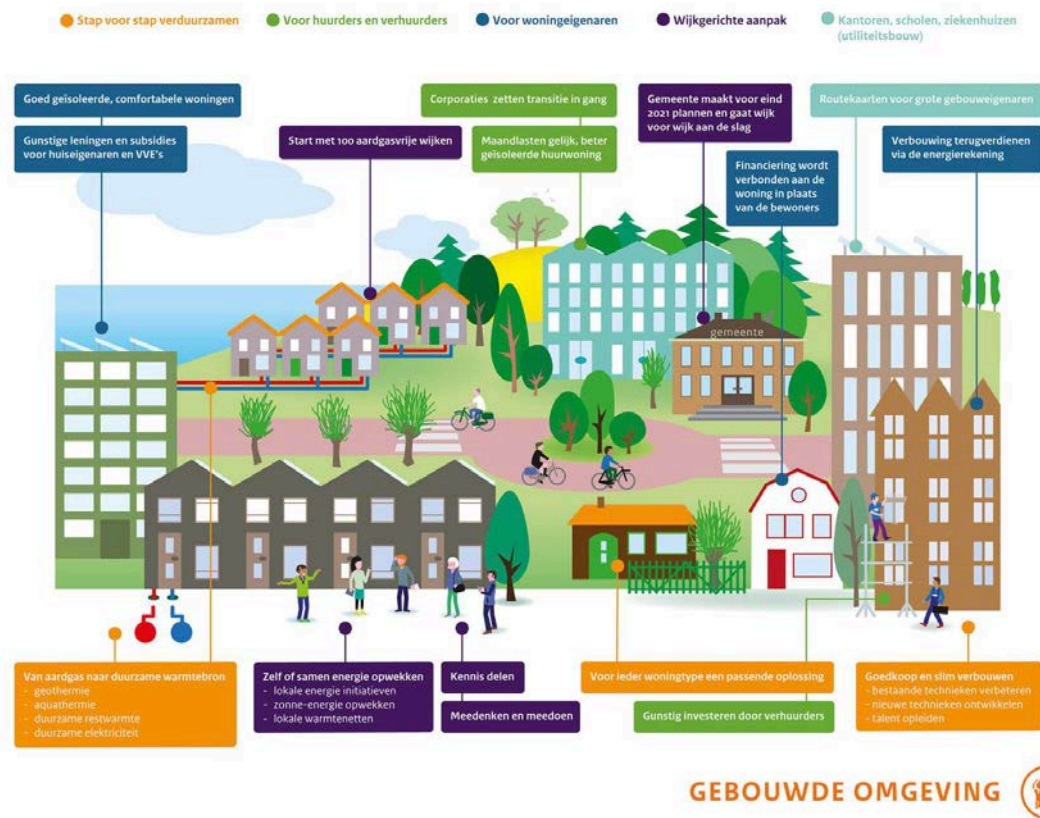 Stap voor stap verduurzamen
Voor huurders en verhuurders
Voor woningeigenaren
Wijkgerichte aanpak
Kantoren, scholen, ziekenhuizen
(utiliteitsbouw)
Goed geïsoleerde, comfortabele woningen
Gunstige leningen en subsidies
voor huiseigenaren en VVE's
Start met 100 aardgasvrije wijken
Corporaties zetten transitie in gang
Maandlasten gelijk, beter
geïsoleerde huurwoning
Gemeente maakt voor eind
2021 plannen en gaat wijk
voor wijk aan de slag
Financiering wordt
verbonden aan de
woning in plaats
van de bewoners
Routekaarten voor grote gebouweigenaren
Verbouwing terugverdienen
via de energierekening
gemeente
Van aardgas naar duurzame warmtebron
- geothermie
- aquathermie
- duurzame restwarmte
- duurzame elektriciteit
Zelf of samen energie opwekken
- lokale energie initiatieven
- zonne-energie opwekken
- lokale warmtenetten
Kennis delen
Meedenken en meedoen
Voor ieder woningtype een passende oplossing
Gunstig investeren door verhuurders
Goedkoop en slim verbouwen
- bestaande technieken verbeteren
- nieuwe technieken ontwikkelen
- talent opleiden
GEBOUWDE OMGEVING